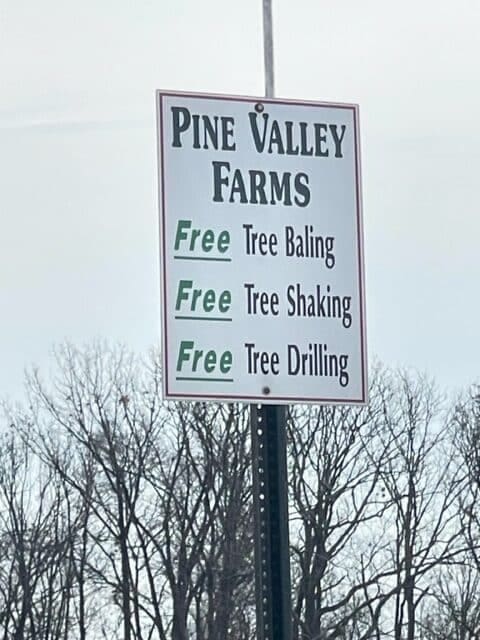 PINE VALLEY
FARMS
Free Tree Baling
Free Tree Shaking
Free Tree Drilling